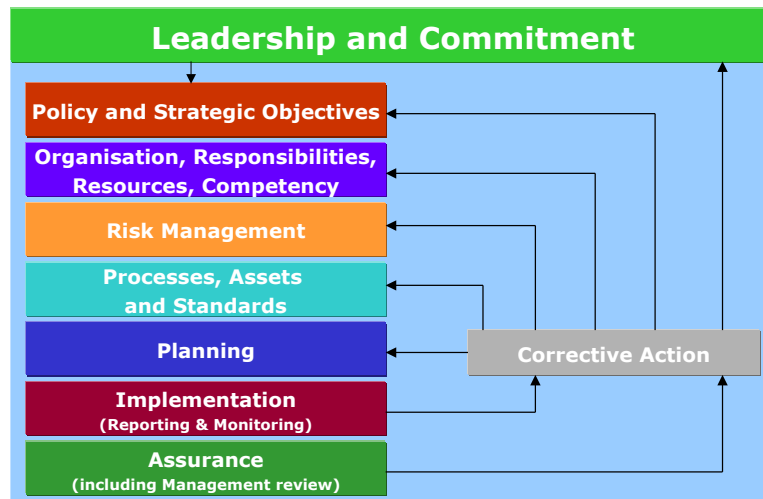 Leadership and Commitment
Policy and Strategic Objectives
Organisation, Responsibilities,
Resources, Competency
Risk Management
Processes, Assets
and Standards
Planning
Corrective Action
Implementation
(Reporting & Monitoring)
Assurance
(including Management review)